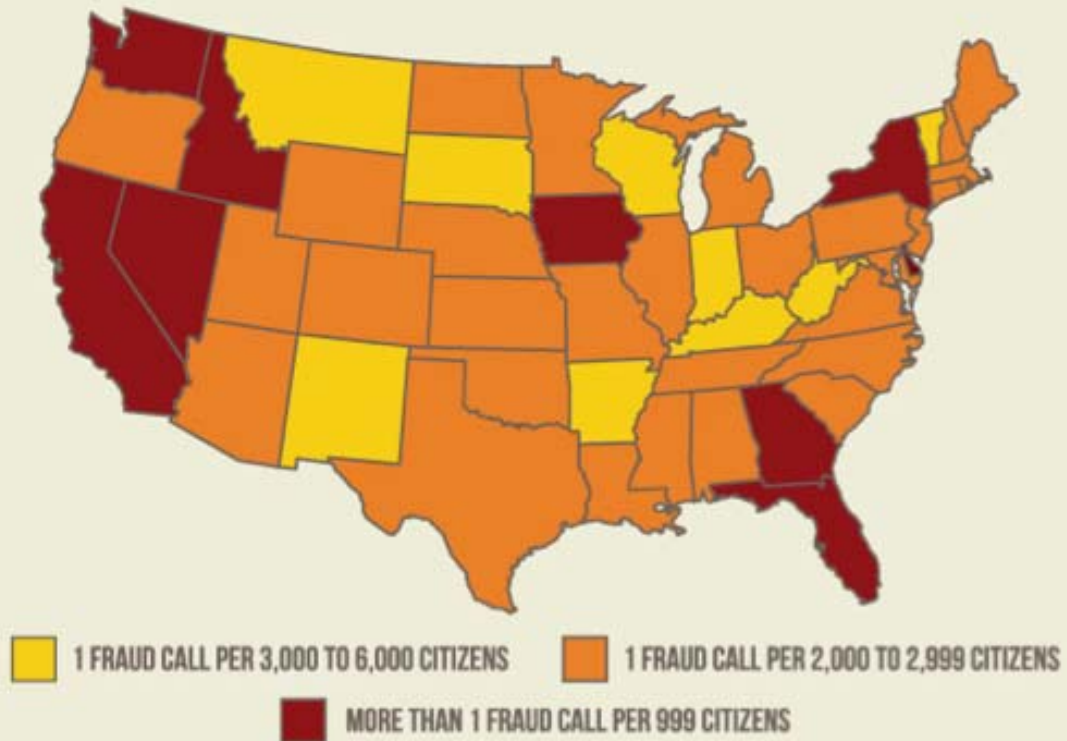 1 FRAUD CALL PER 3,000 TO 6,000 CITIZENS
1 FRAUD CALL PER 2,000 TO 2,999 CITIZENS
MORE THAN 1 FRAUD CALL PER 999 CITIZENS